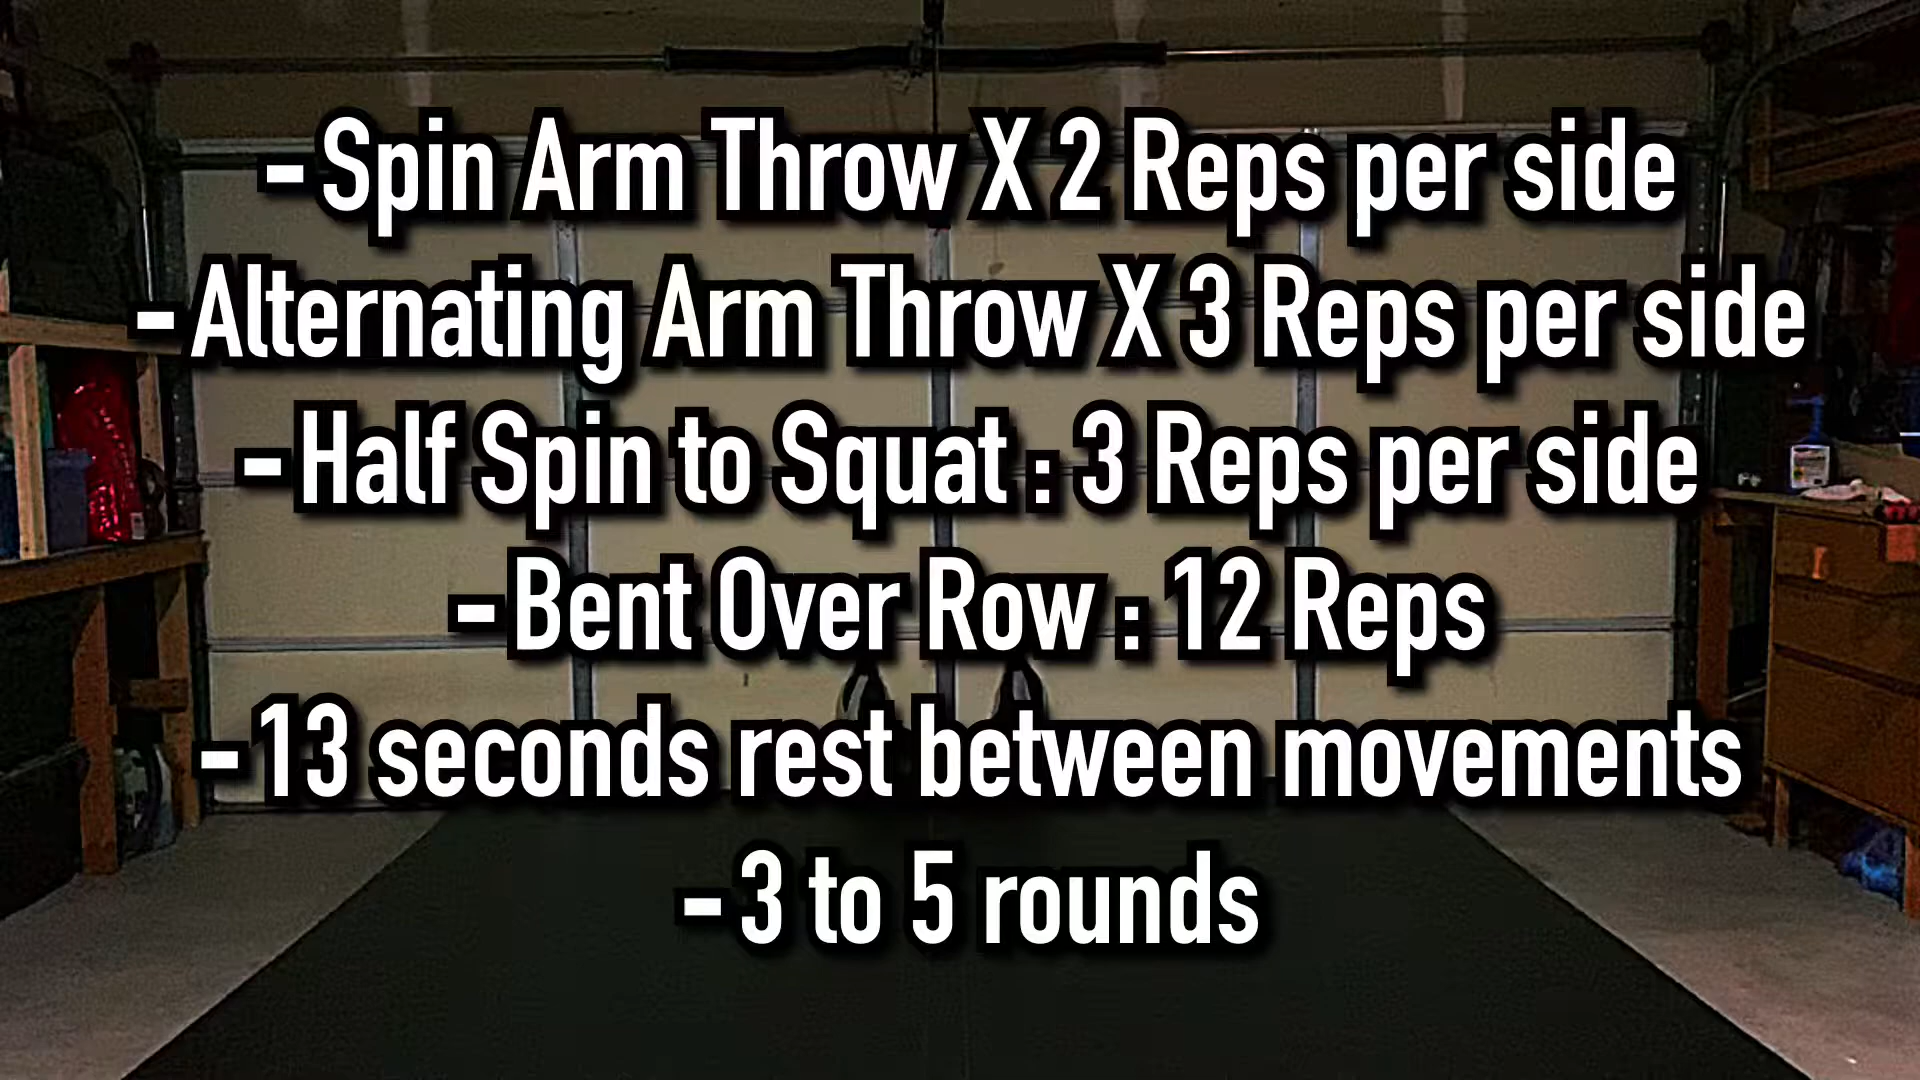 - Spin Arm Throw X 2 Reps per side
- Alternating Arm Throw X 3 Reps per side
- Half Spin to Squat : 3 Reps per side
- Bent Over Row : 12 Reps
- 13 seconds rest between movements
- 3 to 5 rounds